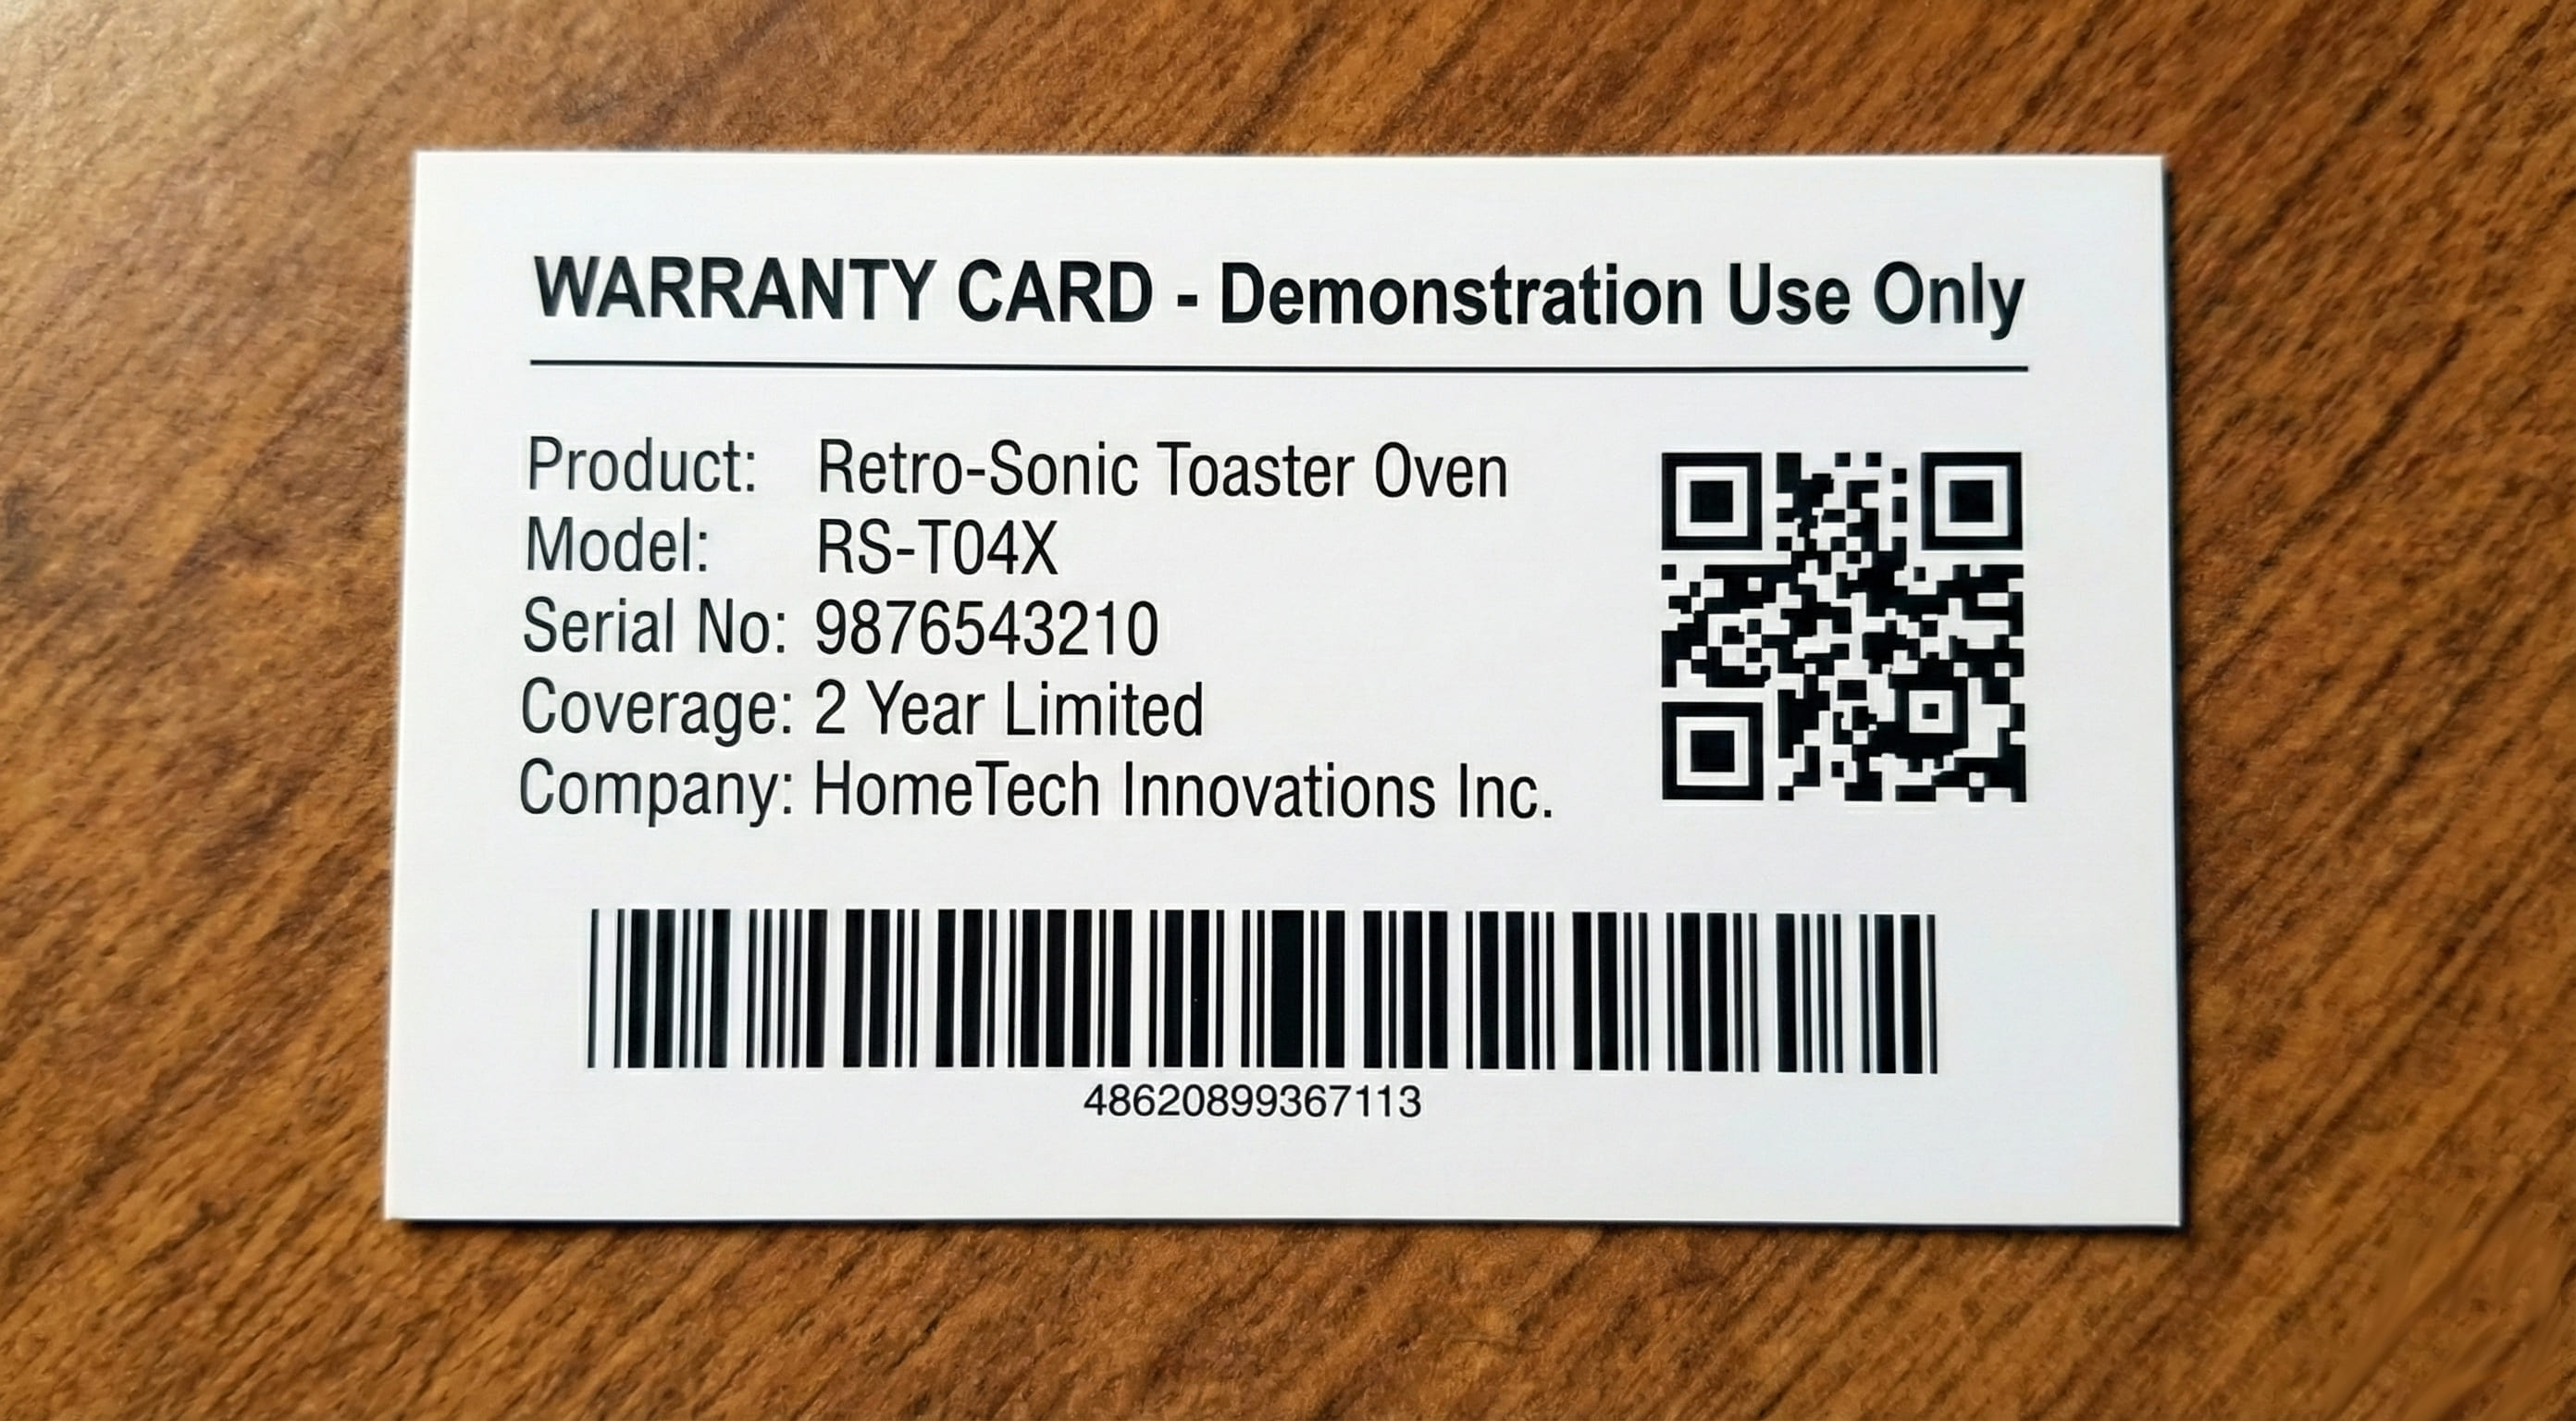 WARRANTY CARD - Demonstration Use Only
Product: Retro-Sonic Toaster Oven
Model: RS-T04X
Serial No: 9876543210
Coverage: 2 Year Limited
Company: HomeTech Innovations Inc.
48620899367113